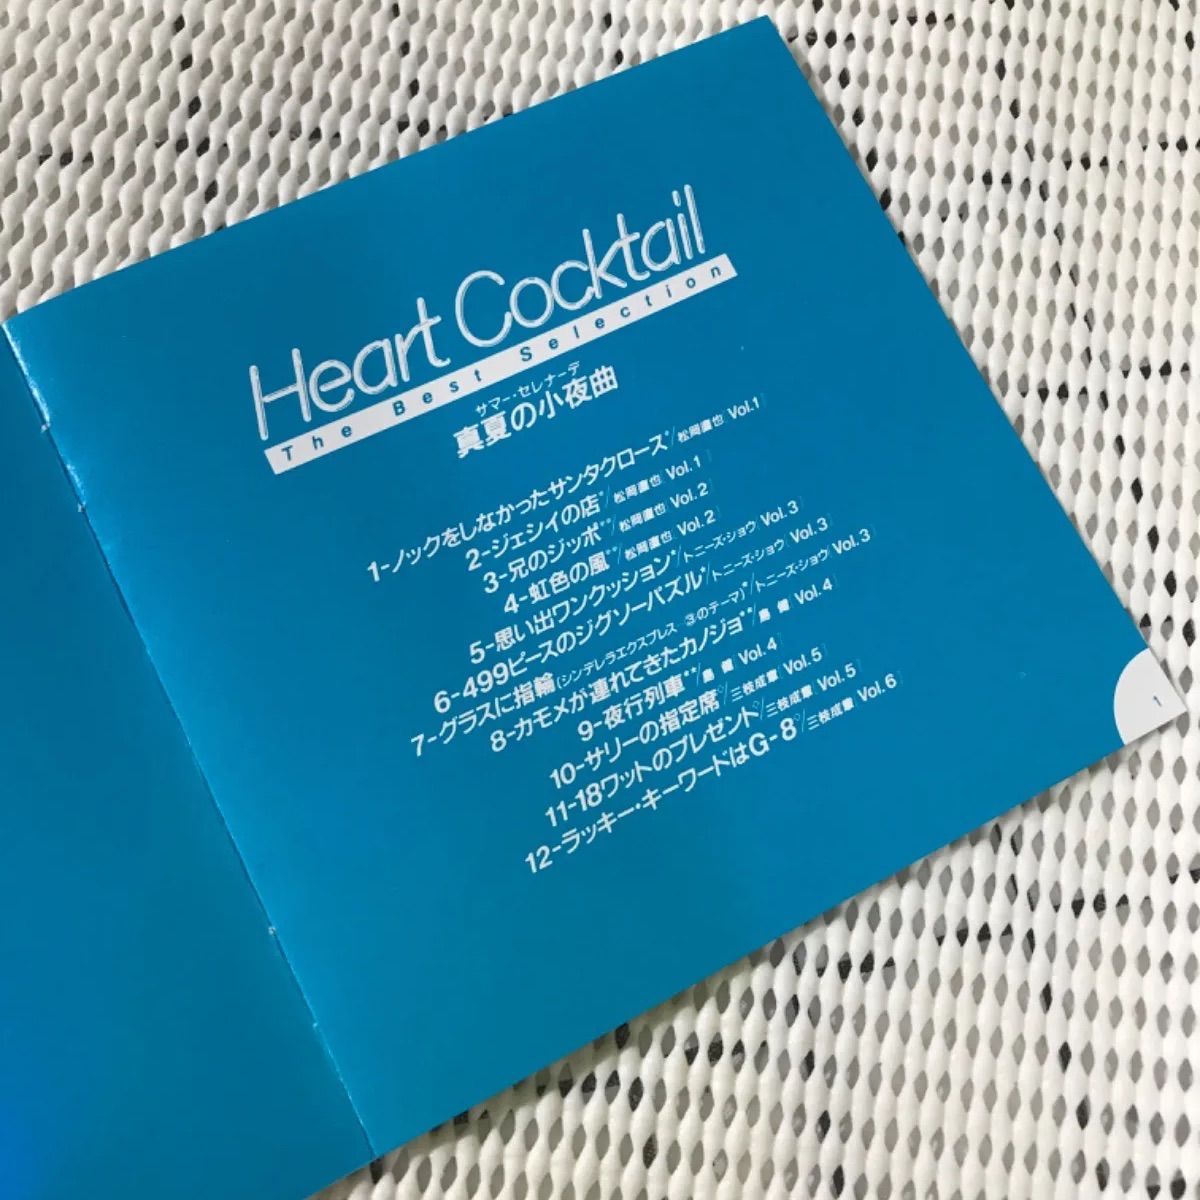 Heart Cocktail
The Best Selection
サマー・セレナーデ
真夏の小夜曲
1-ノックをしなかったサンタクロース*/松岡直也[Vol.1]
2-ジェシイの店*/松岡直也[Vol.1]
3-兄のジッポ**/松岡直也[Vol.2]
4-虹色の風**/松岡直也[Vol.2]
5-思い出ワンクッション*/トニーズ・ショウ[Vol.3]
6-499ピースのジグソーパズル*/トニーズ・ショウ[Vol.3]
7-グラスに指輪(シンデレラエクスプレス ③のテーマ)*/トニーズ・ショウ[Vol.3]
8-カモメが連れてきたカノジョ**/島 健[Vol.4]
9-夜行列車**/島 健[Vol.4]
10-サリーの指定席○/三枝成章[Vol.5]
11-18ワットのプレゼント○/三枝成章[Vol.5]
12-ラッキー・キーワードはG-8○/三枝成章[Vol.6]
1